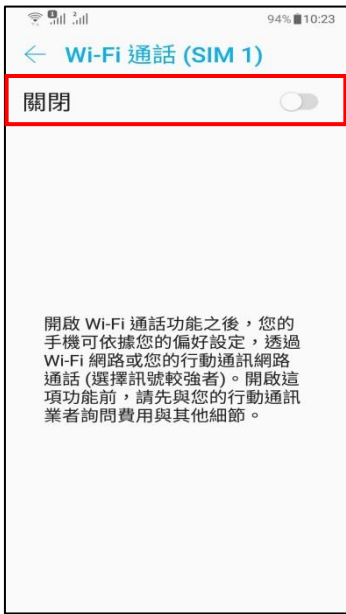 1 2 94% 10:23
← Wi-Fi 通話 (SIM 1)
關閉
開啟 Wi-Fi 通話功能之後，您的
手機可依據您的偏好設定，透過
Wi-Fi 網路或您的行動通訊網路
通話 (選擇訊號較強者)。開啟這
項功能前，請先與您的行動通訊
業者詢問費用與其他細節。